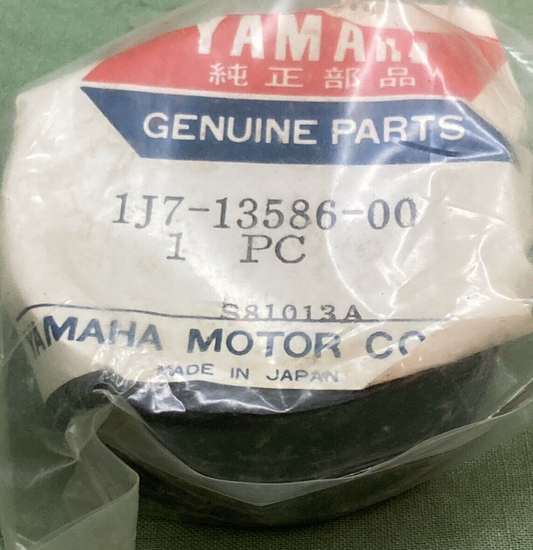 YAMAHA
純正部品
GENUINE PARTS
1J7-13586-00
1 PC
S81013A
YAMAHA MOTOR CO
MADE IN JAPAN